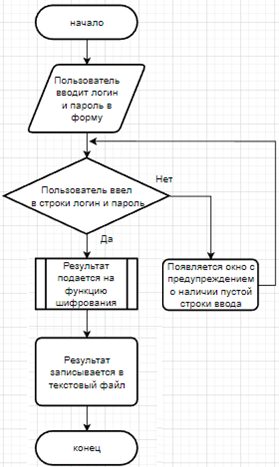 начало
Пользователь
вводит логин
и пароль в
форму
Нет
Пользователь ввел
в строки логин и пароль
Да
Результат
подается на
функцию
шифрования
Появляется окно с
предупреждением
о наличии пустой
строки ввода
Результат
записывается в
текстовый файл
конец